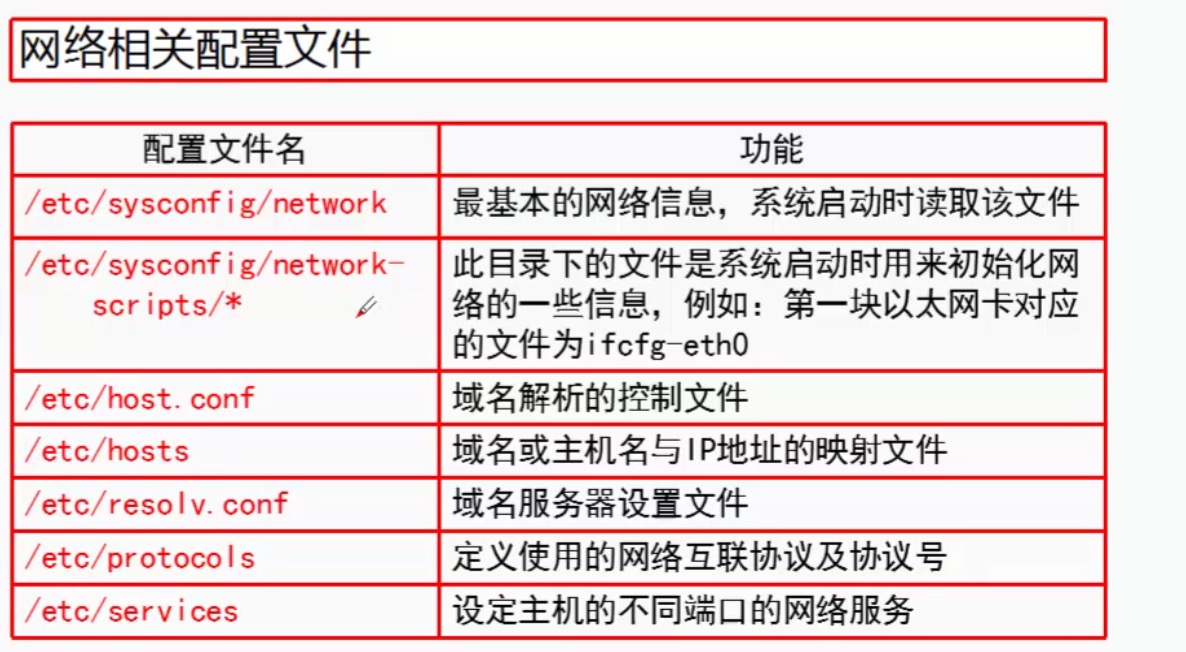 网络相关配置文件
配置文件名
功能
/etc/sysconfig/network
最基本的网络信息，系统启动时读取该文件
/etc/sysconfig/network-
scripts/*
此目录下的文件是系统启动时用来初始化网
络的一些信息，例如：第一块以太网卡对应
的文件为ifcfg-eth0
/etc/host.conf
域名解析的控制文件
/etc/hosts
域名或主机名与IP地址的映射文件
/etc/resolv.conf
域名服务器设置文件
/etc/protocols
定义使用的网络互联协议及协议号
/etc/services
设定主机的不同端口的网络服务